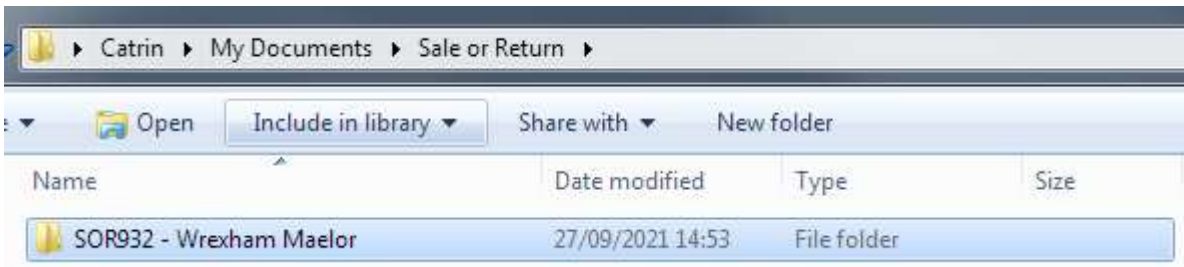 Catrin ▸ My Documents ▸ Sale or Return ▸
Open Include in library ▼ Share with ▼ New folder
Name Date modified Type Size
SOR932 - Wrexham Maelor 27/09/2021 14:53 File folder